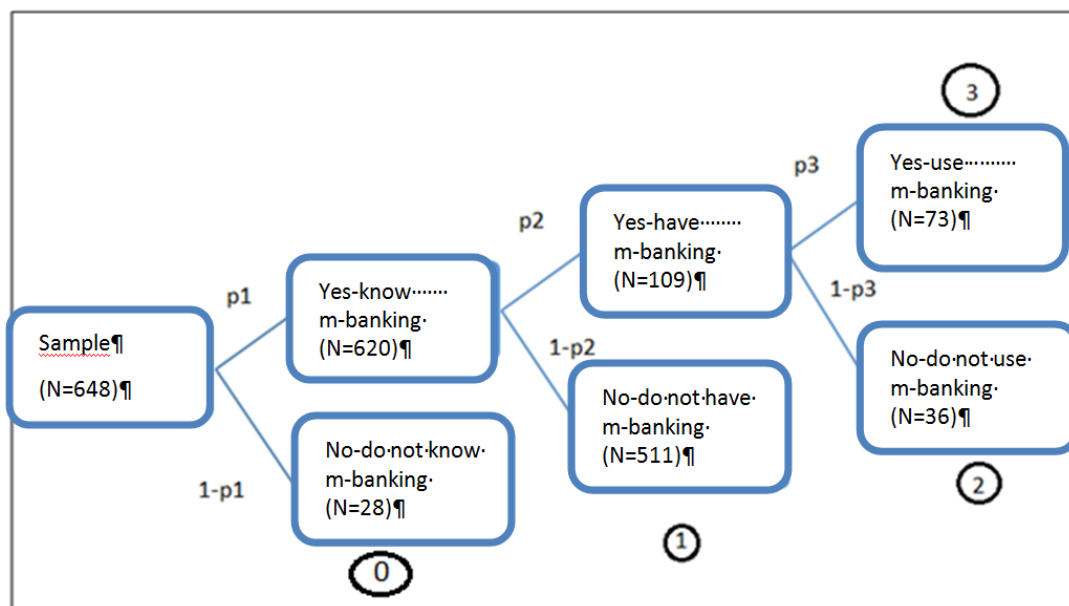 Sample¶
(N=648)¶
p1
1-p1
Yes-know·······
m-banking·
(N=620)¶
No-do·not·know·
m-banking·
(N=28)¶
0
p2
1-p2
Yes-have········
m-banking·
(N=109)¶
No-do·not·have·
m-banking·
(N=511)¶
1
p3
1-p3
3
Yes-use··········
m-banking·
(N=73)¶
No-do·not·use·
m-banking·
(N=36)¶
2